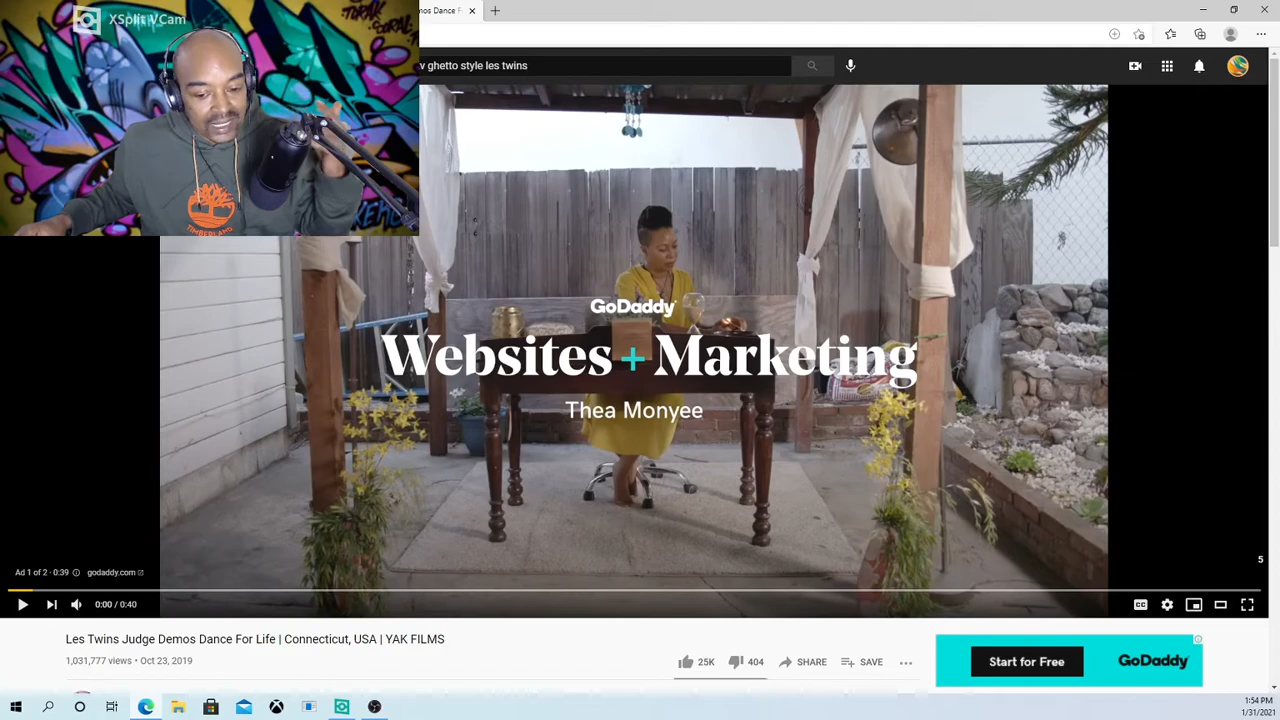 XSplit VCam
mos Dance F
v ghetto style les twins
TIMBERLAND
GoDaddy
Websites + Marketing
Thea Monyee
5
Ad 1 of 2 · 0:39
godaddy.com
0:00 / 0:40
CC
Les Twins Judge Demos Dance For Life | Connecticut, USA | YAK FILMS
1,031,777 views • Oct 23, 2019
25K
404
SHARE
SAVE
Start for Free
GoDaddy
1:54 PM
1/31/2021